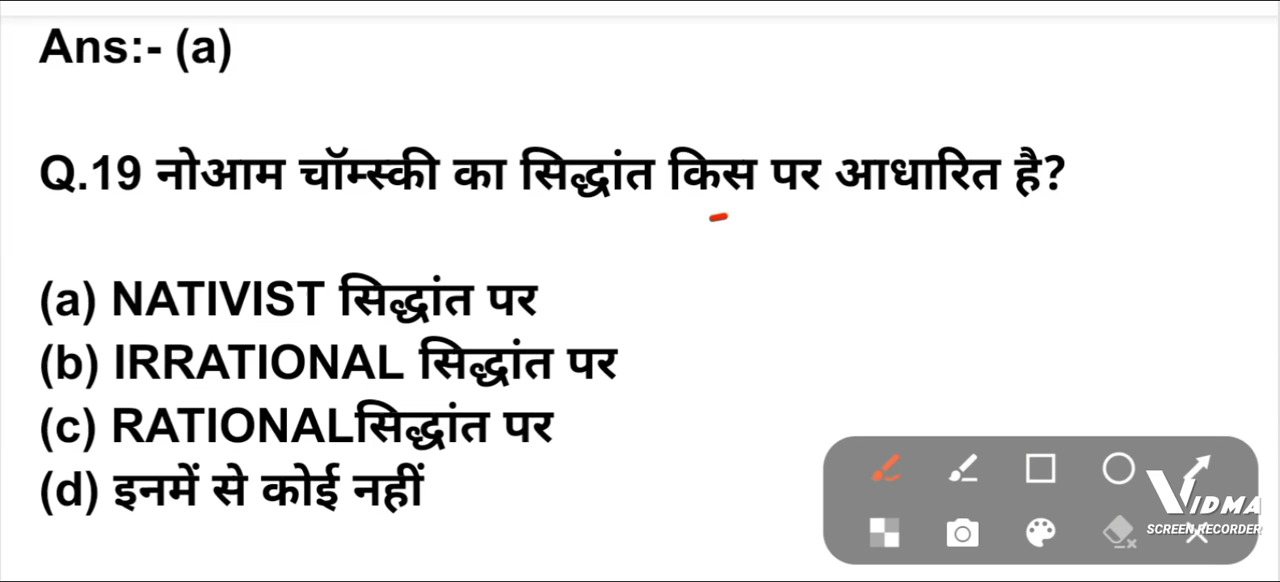 Ans:- (a)
Q.19 नोआम चॉम्स्की का सिद्धांत किस पर आधारित है?
(a) NATIVIST सिद्धांत पर
(b) IRRATIONAL सिद्धांत पर
(c) RATIONALसिद्धांत पर
(d) इनमें से कोई नहीं
VIDMA
SCREEN RECORDER